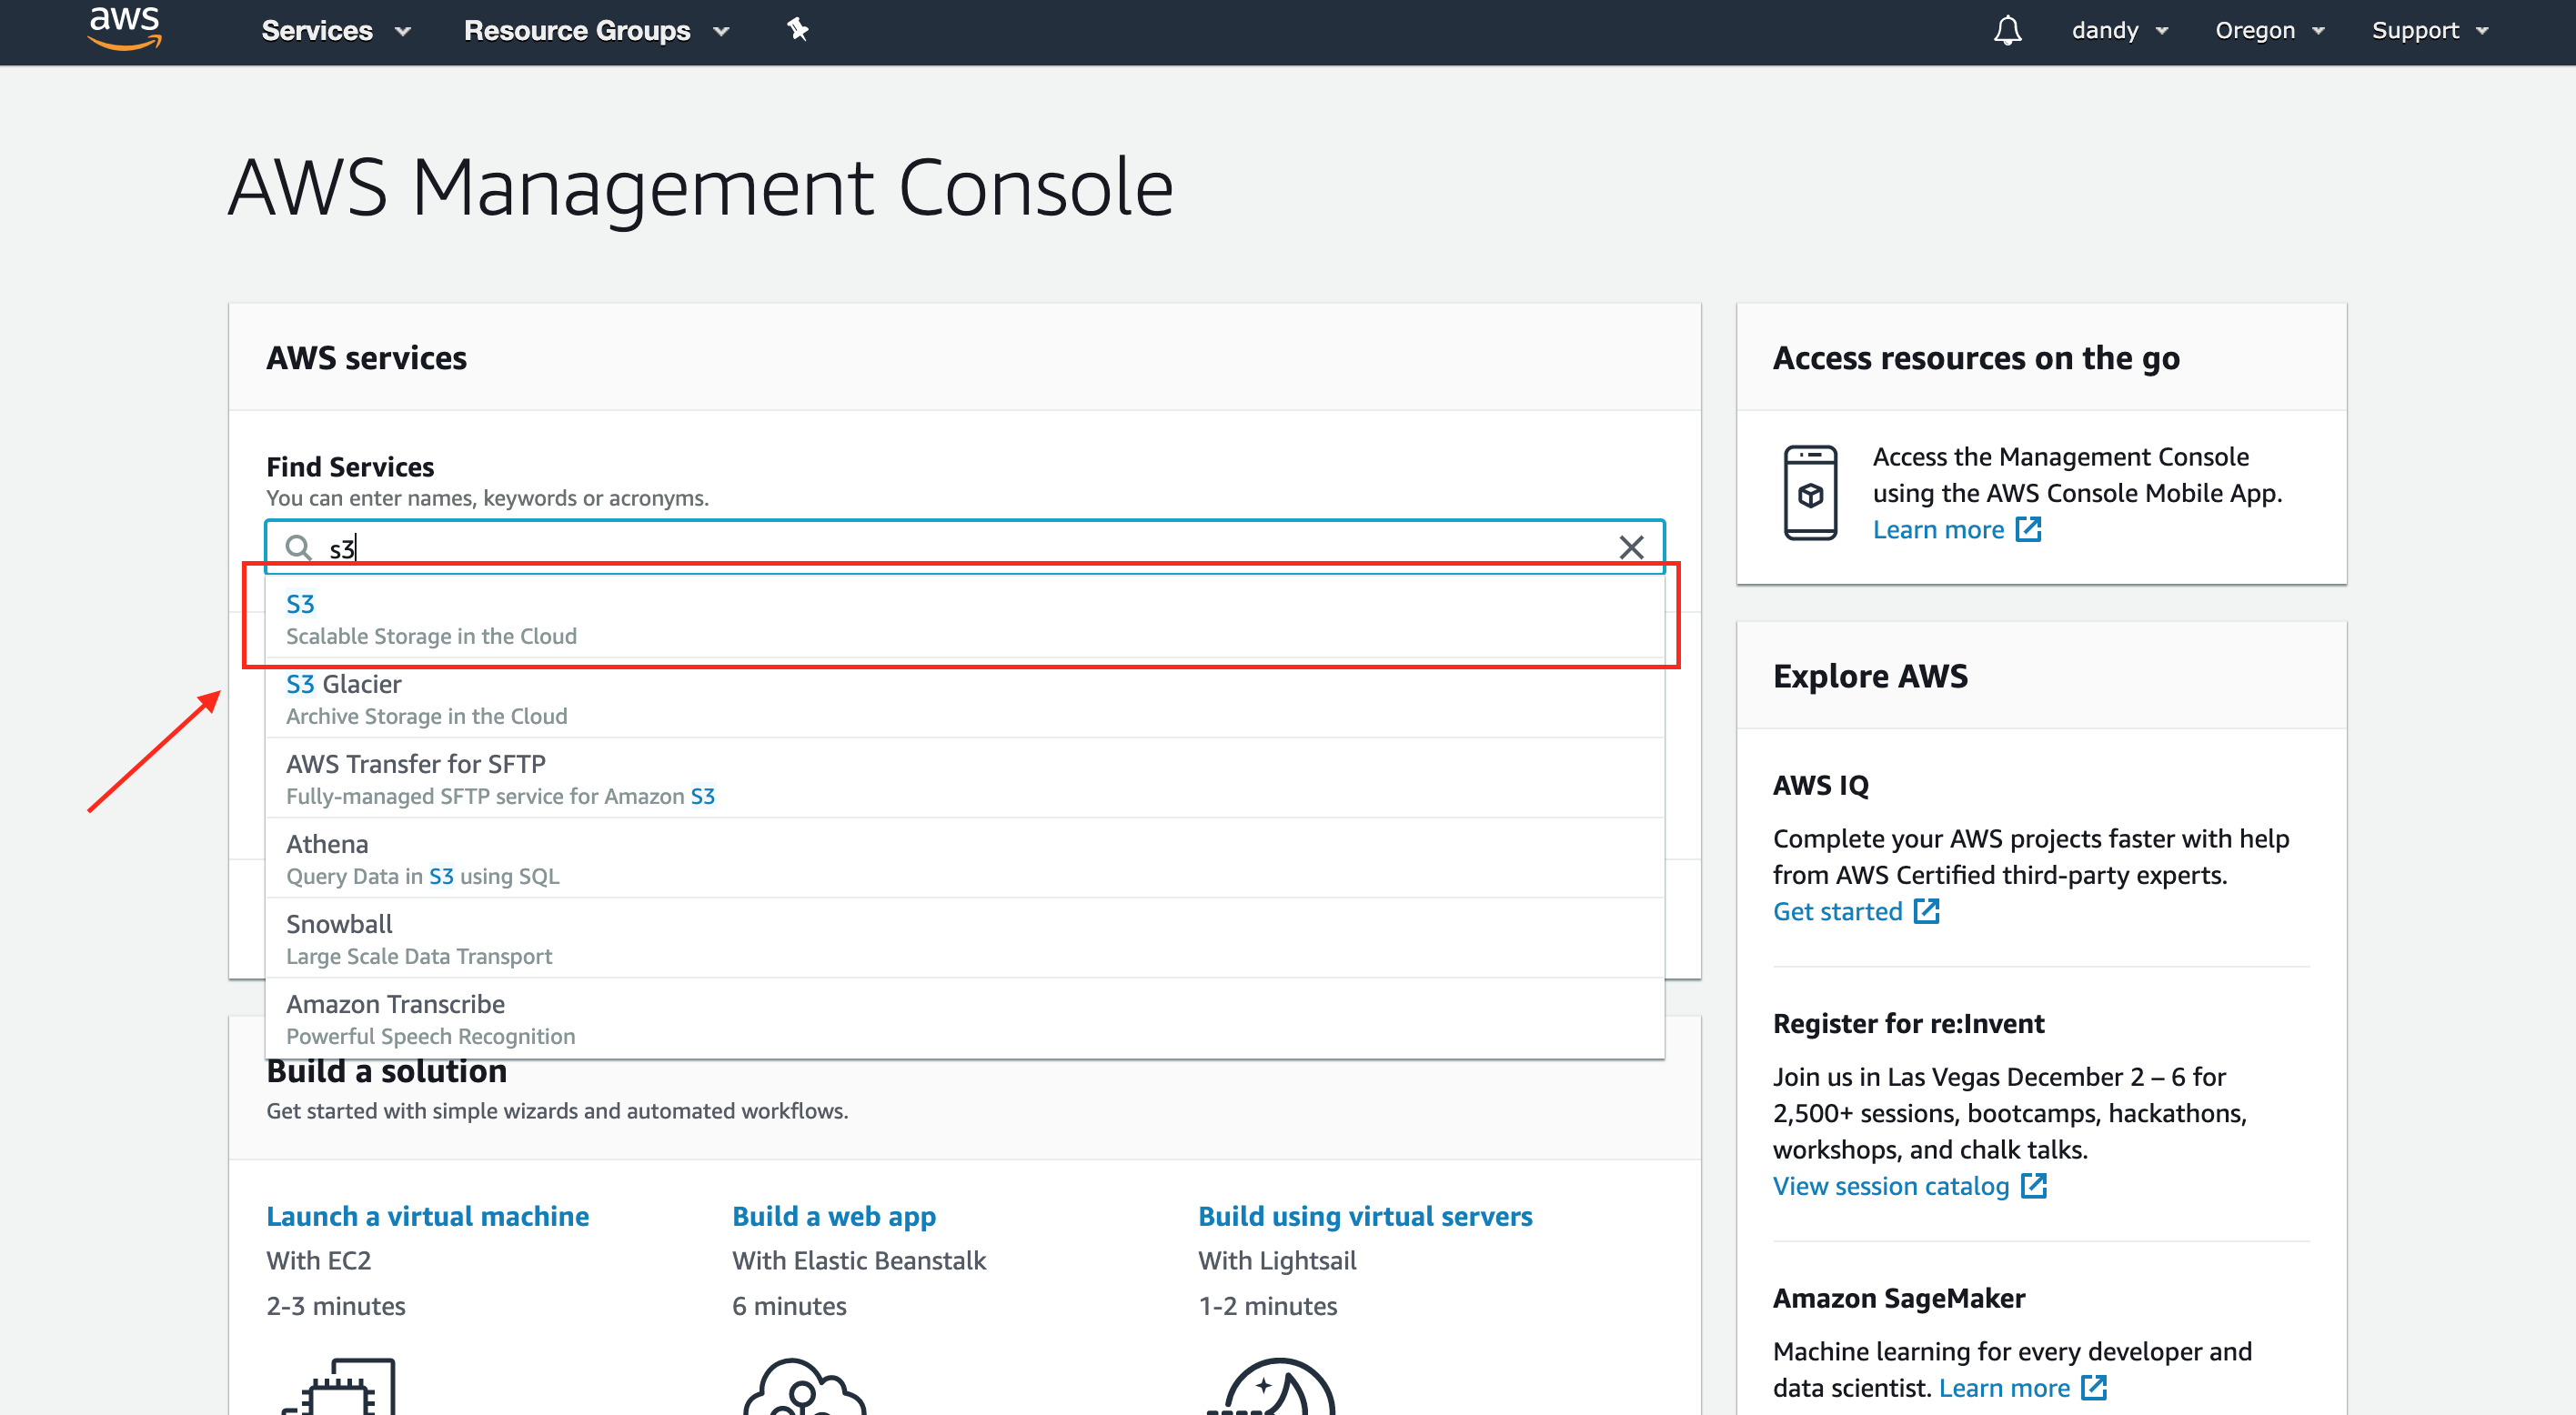 aws
Services
Resource Groups
dandy
Oregon
Support
AWS Management Console
AWS services
Find Services
You can enter names, keywords or acronyms.
s3
S3
Scalable Storage in the Cloud
S3 Glacier
Archive Storage in the Cloud
AWS Transfer for SFTP
Fully-managed SFTP service for Amazon S3
Athena
Query Data in S3 using SQL
Snowball
Large Scale Data Transport
Amazon Transcribe
Powerful Speech Recognition
Build a solution
Get started with simple wizards and automated workflows.
Launch a virtual machine
With EC2
2-3 minutes
Build a web app
With Elastic Beanstalk
6 minutes
Build using virtual servers
With Lightsail
1-2 minutes
Access resources on the go
Access the Management Console
using the AWS Console Mobile App.
Learn more
Explore AWS
AWS IQ
Complete your AWS projects faster with help
from AWS Certified third-party experts.
Get started
Register for re:Invent
Join us in Las Vegas December 2 – 6 for
2,500+ sessions, bootcamps, hackathons,
workshops, and chalk talks.
View session catalog
Amazon SageMaker
Machine learning for every developer and
data scientist. Learn more